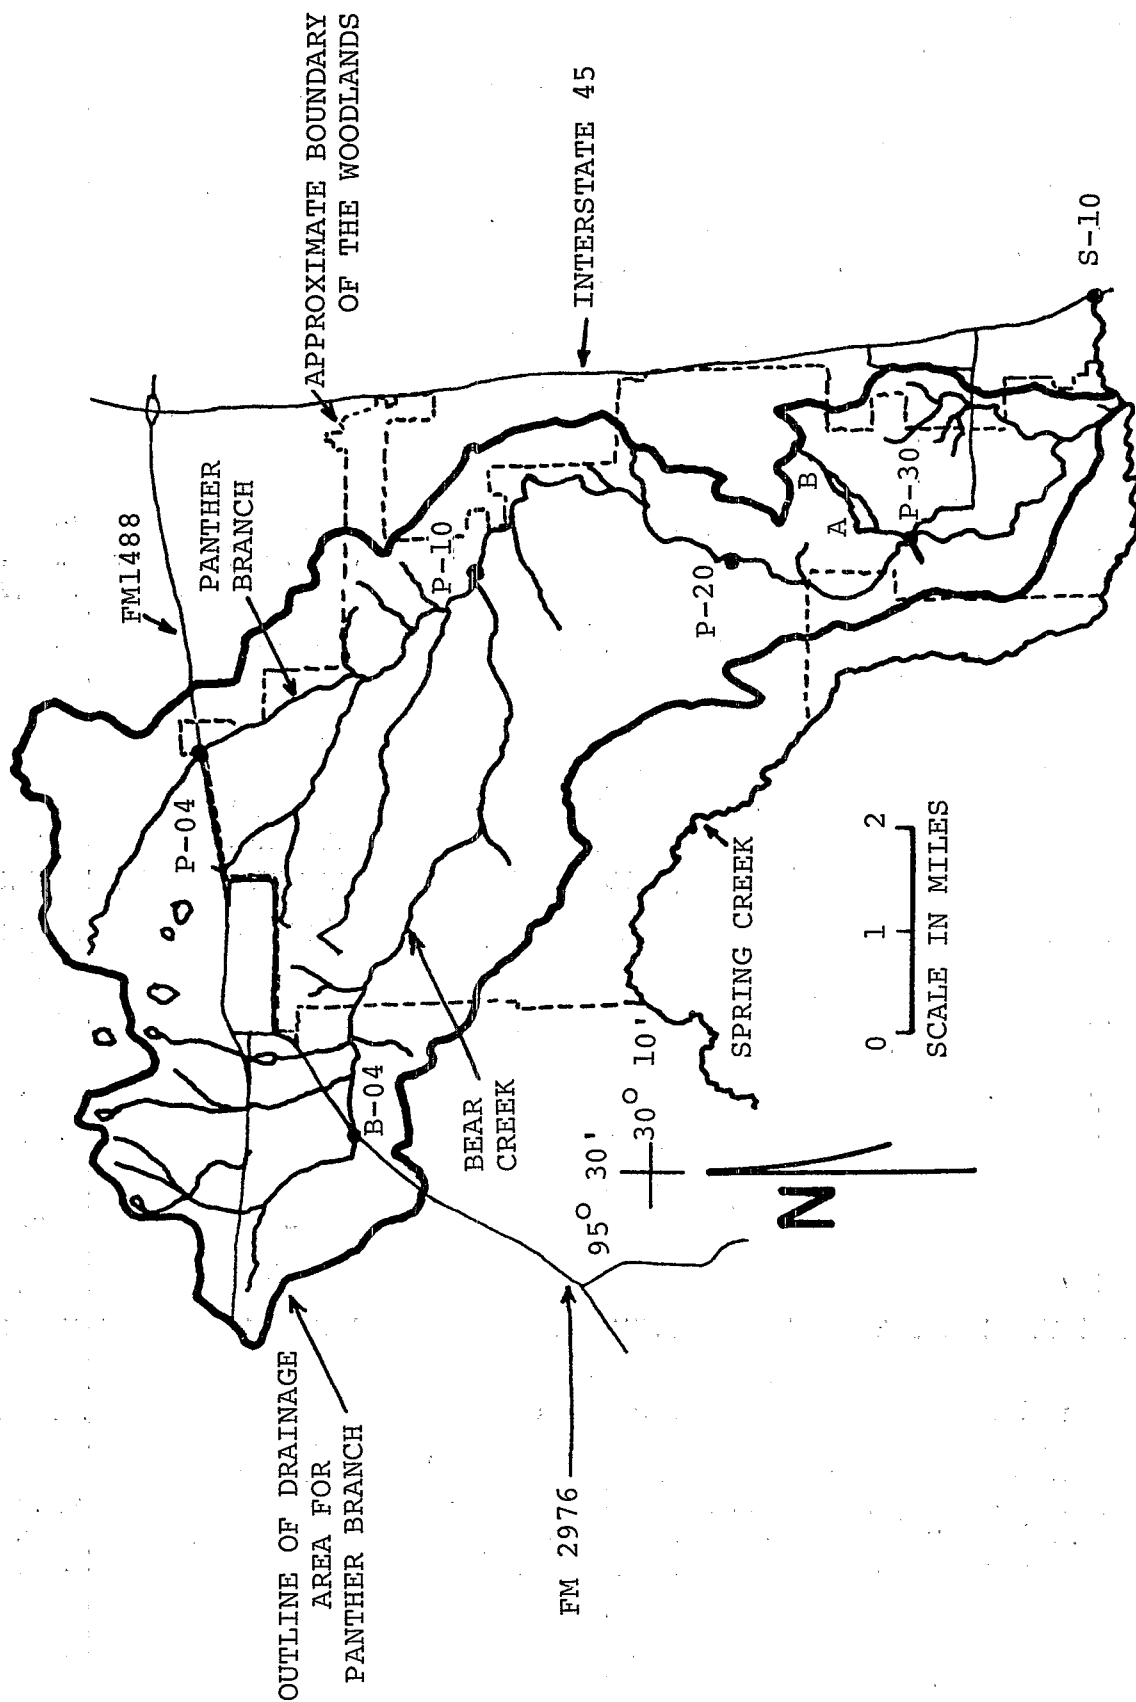 OUTLINE OF DRAINAGE
AREA FOR
PANTHER BRANCH
FM1488
PANTHER
BRANCH
APPROXIMATE BOUNDARY
OF THE WOODLANDS
P-04
P-10
B-04
BEAR
CREEK
INTERSTATE 45
FM 2976
95° 30'
30° 10'
N
SPRING CREEK
P-20
A
B
P-30
S-10
0 1 2
SCALE IN MILES